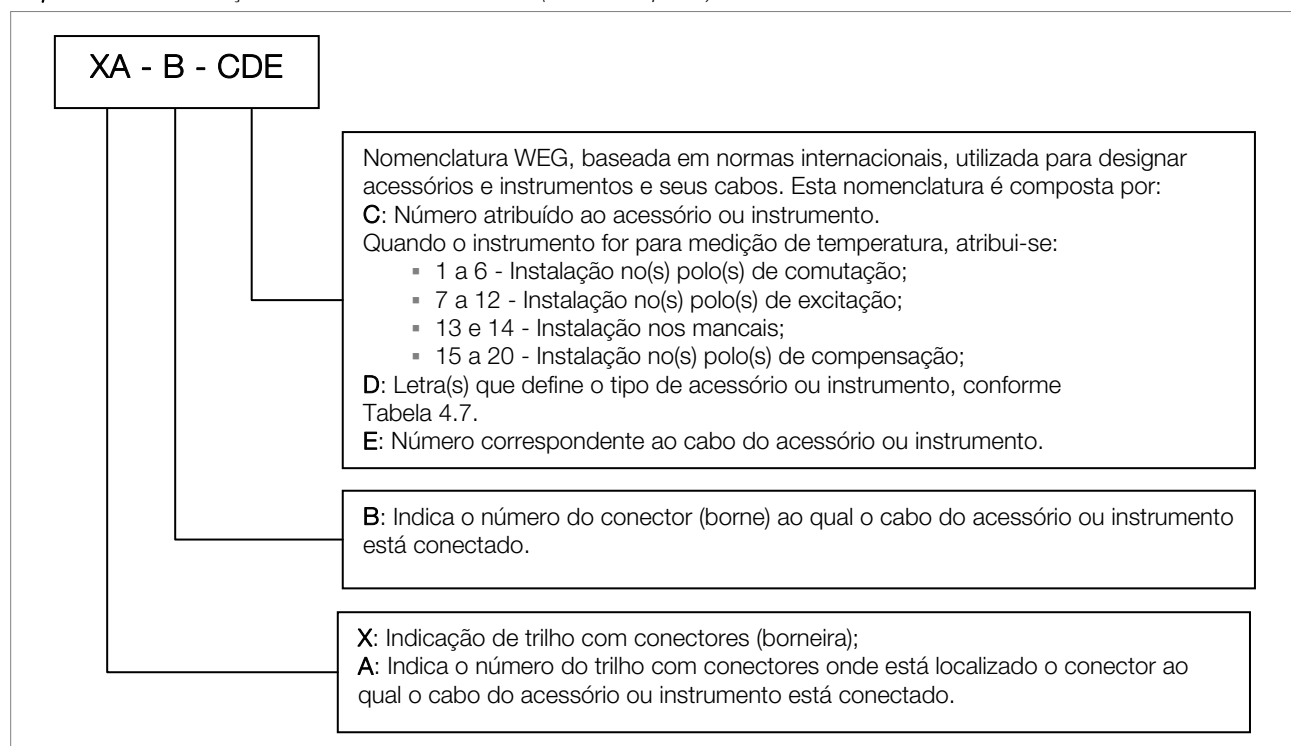 XA - B - CDE
Nomenclatura WEG, baseada em normas internacionais, utilizada para designar
acessórios e instrumentos e seus cabos. Esta nomenclatura é composta por:
C: Número atribuído ao acessório ou instrumento.
Quando o instrumento for para medição de temperatura, atribui-se:
▪ 1 a 6 - Instalação no(s) polo(s) de comutação;
▪ 7 a 12 - Instalação no(s) polo(s) de excitação;
▪ 13 e 14 - Instalação nos mancais;
▪ 15 a 20 - Instalação no(s) polo(s) de compensação;
D: Letra(s) que define o tipo de acessório ou instrumento, conforme
Tabela 4.7.
E: Número correspondente ao cabo do acessório ou instrumento.
B: Indica o número do conector (borne) ao qual o cabo do acessório ou instrumento
está conectado.
X: Indicação de trilho com conectores (borneira);
A: Indica o número do trilho com conectores onde está localizado o conector ao
qual o cabo do acessório ou instrumento está conectado.